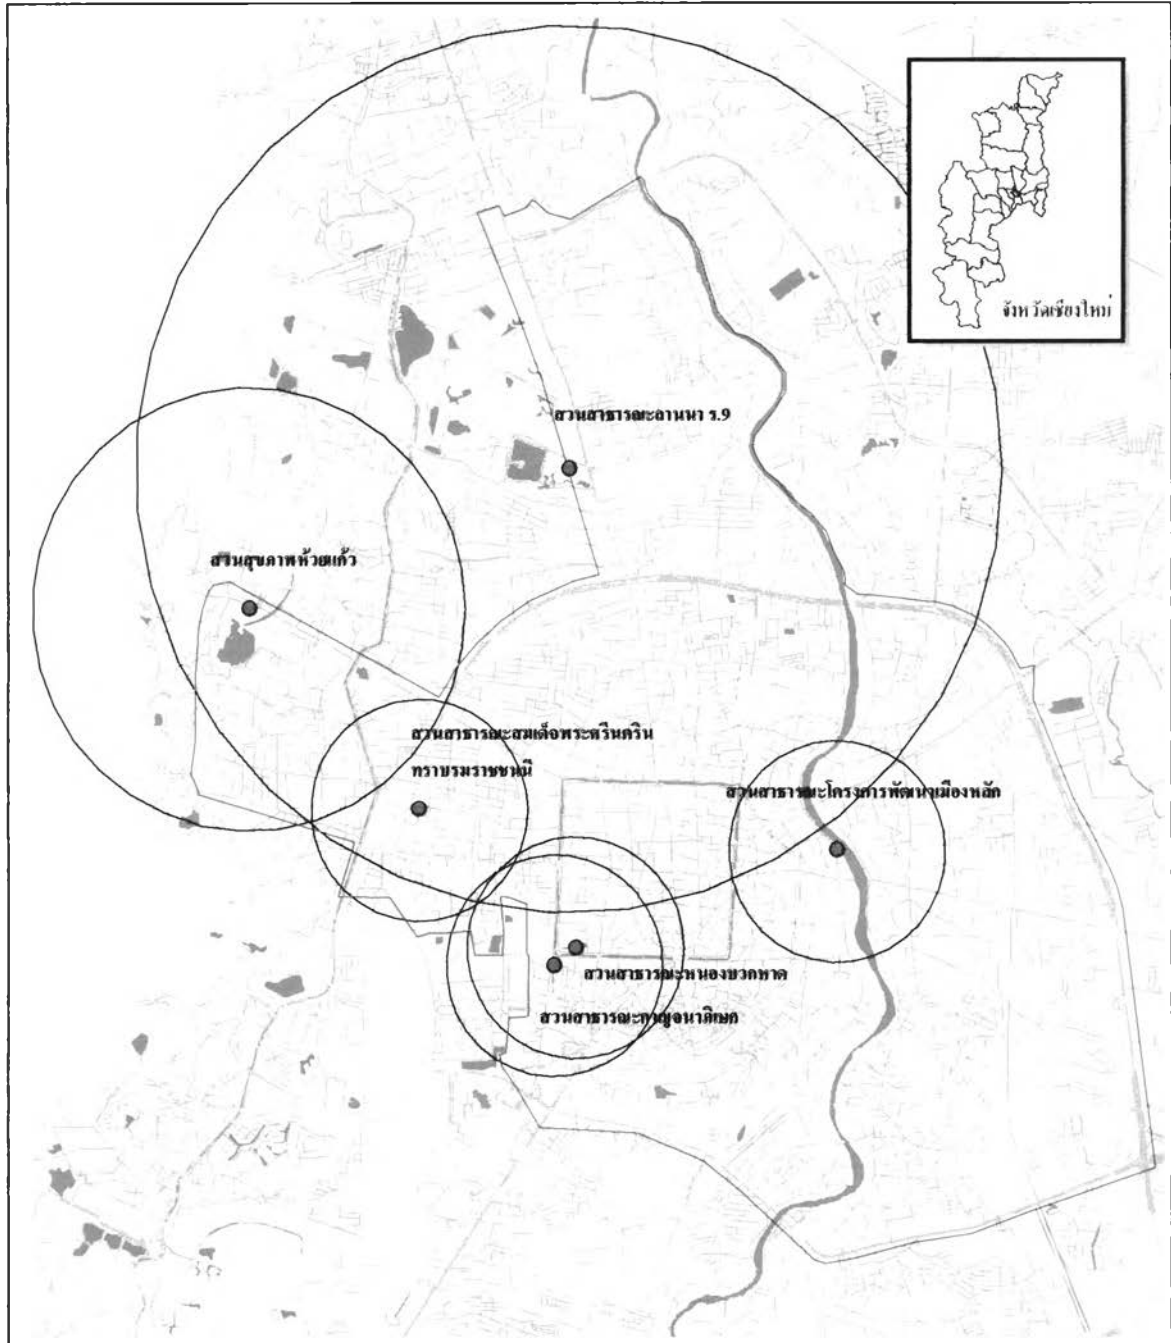 จังหวัดเชียงใหม่
สวนสาธารณะลานนา ร.9
สวนสุขภาพห้วยแก้ว
สวนสาธารณะสมเด็จพระศรีนคริน
ทราบรมราชชนนี
สวนสาธารณะโครงการพัฒนาเมืองหลัก
สวนสาธารณะหนองบวกหาด
สวนสาธารณะกาญจนาภิเษก